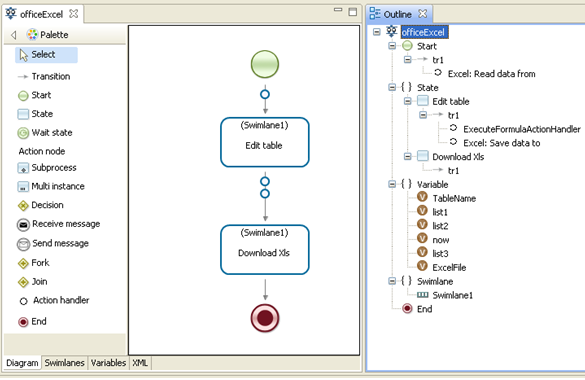 officeExcel
Palette
Select
Transition
Start
State
Wait state
Action node
Subprocess
Multi instance
Decision
Receive message
Send message
Fork
Join
Action handler
End
(Swimlane1)
Edit table
(Swimlane1)
Download Xls
Diagram Swimlanes Variables XML
Outline
officeExcel
Start
tr1
Excel: Read data from
{ } State
Edit table
tr1
ExecuteFormulaActionHandler
Excel: Save data to
Download Xls
tr1
{ } Variable
V TableName
V list1
V list2
V now
V list3
V ExcelFile
{ } Swimlane
Swimlane1
End